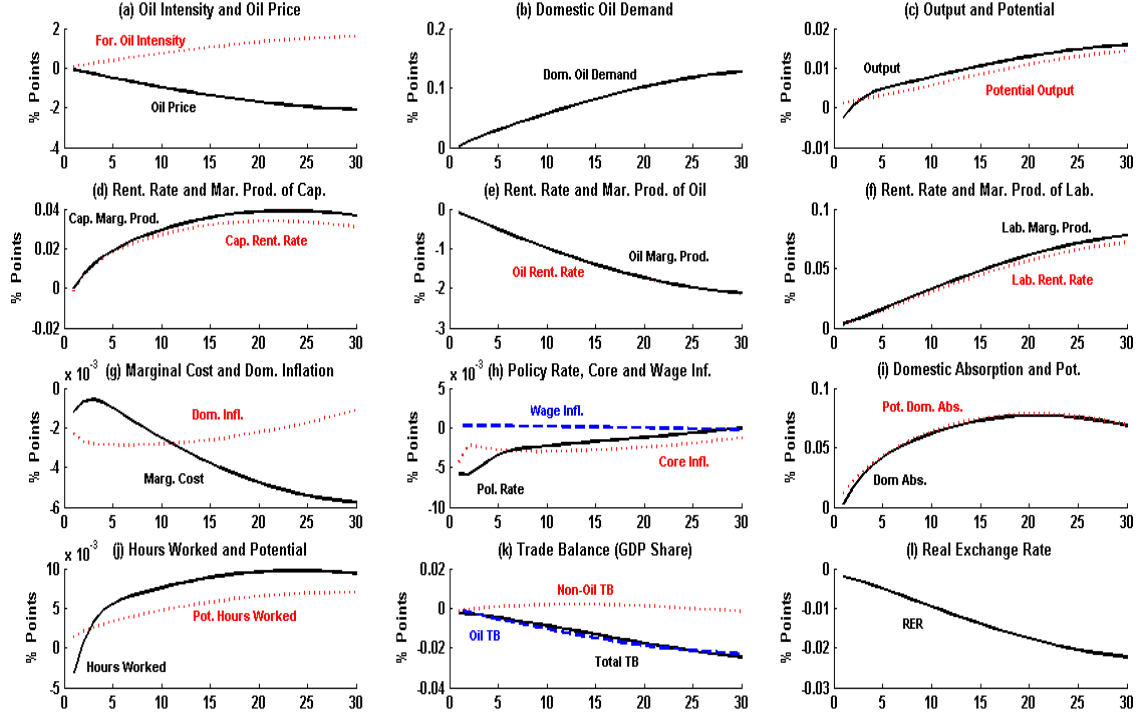 (a) Oil Intensity and Oil Price
% Points
2
0
-2
-4
For. Oil Intensity
Oil Price
0 5 10 15 20 25 30
(b) Domestic Oil Demand
% Points
0.2
0.1
0
Dom. Oil Demand
0 5 10 15 20 25 30
(c) Output and Potential
% Points
0.02
0.01
0
-0.01
Output
Potential Output
0 5 10 15 20 25 30
(d) Rent. Rate and Mar. Prod. of Cap.
% Points
0.04
0.02
0
-0.02
Cap. Marg. Prod.
Cap. Rent. Rate
0 5 10 15 20 25 30
(e) Rent. Rate and Mar. Prod. of Oil
% Points
0
-1
-2
-3
Oil Marg. Prod.
Oil Rent. Rate
0 5 10 15 20 25 30
(f) Rent. Rate and Mar. Prod. of Lab.
% Points
0.1
0.05
0
Lab. Marg. Prod.
Lab. Rent. Rate
0 5 10 15 20 25 30
x 10^-3
(g) Marginal Cost and Dom. Inflation
% Points
0
-2
-4
-6
Dom. Infl.
Marg. Cost
0 5 10 15 20 25 30
x 10^-3
(h) Policy Rate, Core and Wage Inf.
% Points
5
0
-5
-10
Wage Infl.
Core Infl.
Pol. Rate
0 5 10 15 20 25 30
(i) Domestic Absorption and Pot.
% Points
0.1
0.05
0
Pot. Dom. Abs.
Dom Abs.
0 5 10 15 20 25 30
x 10^-3
(j) Hours Worked and Potential
% Points
10
5
0
-5
Pot. Hours Worked
Hours Worked
0 5 10 15 20 25 30
(k) Trade Balance (GDP Share)
% Points
0.02
0
-0.02
-0.04
Non-Oil TB
Oil TB
Total TB
0 5 10 15 20 25 30
(l) Real Exchange Rate
% Points
0
-0.01
-0.02
-0.03
RER
0 5 10 15 20 25 30